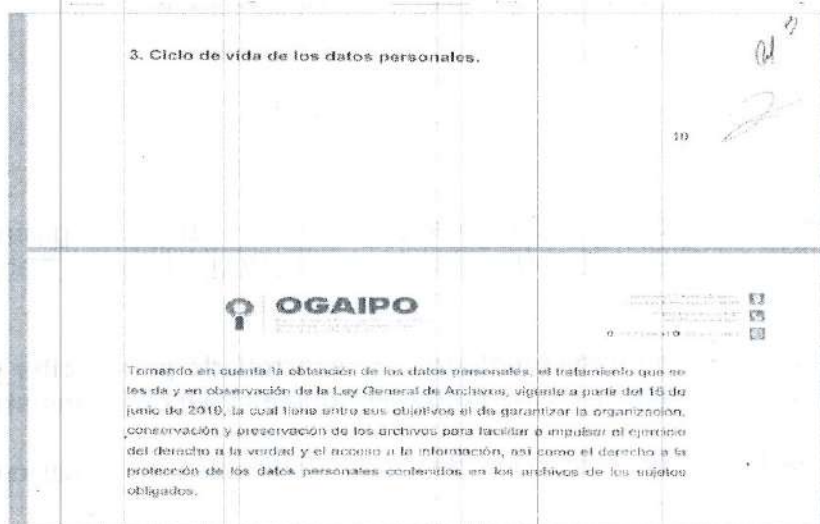 3. Ciclo de vida de los datos personales.
10
OGAIPO
Tomando en cuenta la obtención de los datos personales, el tratamiento que se
les da y en observación de la Ley General de Archivos, vigente a partir del 15 de
junio de 2019, la cual tiene entre sus objetivos el de garantizar la organización,
conservación y preservación de los archivos para facilitar e impulsar el ejercicio
del derecho a la verdad y el acceso a la información, así como el derecho a la
protección de los datos personales contenidos en los archivos de los sujetos
obligados.